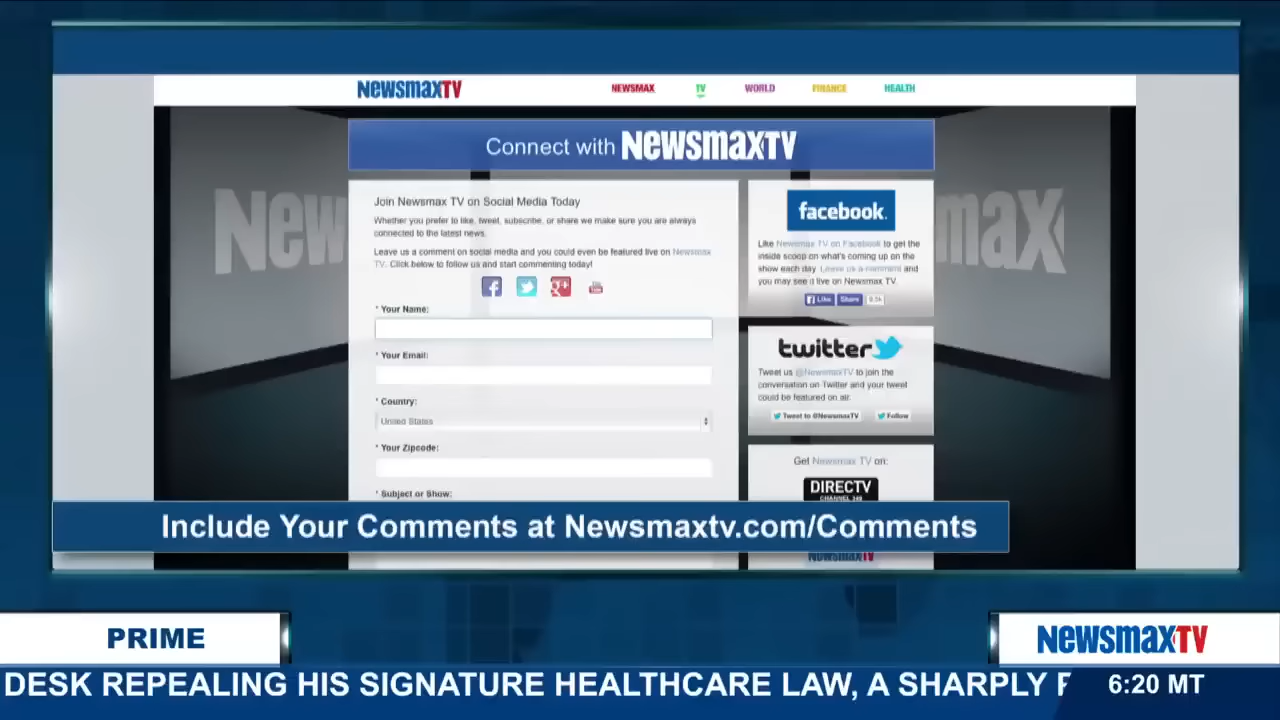 NEWSMAXTV
NEWSMAX TV WORLD FINANCE HEALTH
Connect with NEWSMAXTV
NEW
MAX
Join Newsmax TV on Social Media Today
Whether you prefer to like, tweet, subscribe, or share we make sure you are always
connected to the latest news.
Leave us a comment on social media and you could even be featured live on Newsmax
TV. Click below to follow us and start commenting today!
* Your Name:
* Your Email:
* Country:
United States
* Your Zipcode:
* Subject or Show:
facebook.
Like Newsmax TV on Facebook to get the
inside scoop on what's coming up on the
show each day. Leave us a comment and
you may see it live on Newsmax TV.
Like Share
twitter
Tweet us @NewsmaxTV to join the
conversation on Twitter and your tweet
could be featured on air.
Tweet to @NewsmaxTV Follow
Get Newsmax TV on:
DIRECTV
CHANNEL 349
NEWSMAXTV
Include Your Comments at Newsmaxtv.com/Comments
PRIME
NEWSMAXTV
DESK REPEALING HIS SIGNATURE HEALTHCARE LAW, A SHARPLY
6:20 MT